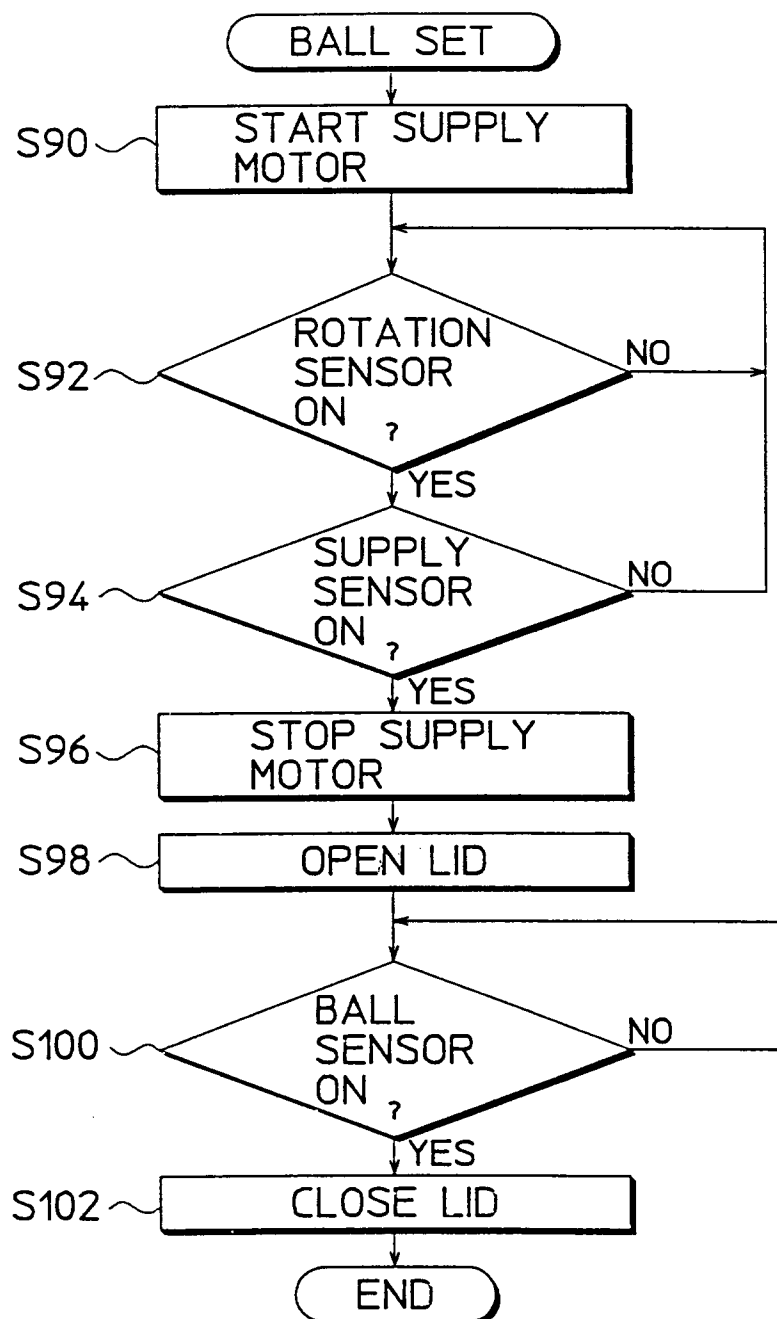 BALL SET
S90
START SUPPLY
MOTOR
S92
ROTATION
SENSOR
ON ?
NO
YES
S94
SUPPLY
SENSOR
ON ?
NO
YES
S96
STOP SUPPLY
MOTOR
S98
OPEN LID
S100
BALL
SENSOR
ON ?
NO
YES
S102
CLOSE LID
END